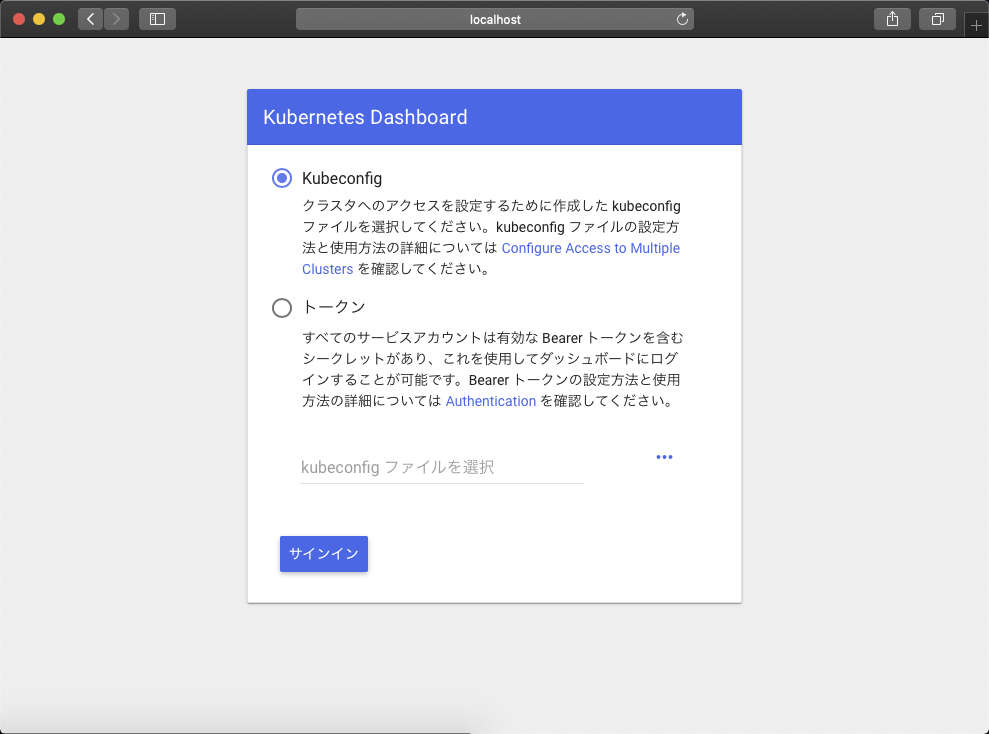 localhost
Kubernetes Dashboard
Kubeconfig
クラスタへのアクセスを設定するために作成した kubeconfig
ファイルを選択してください。kubeconfig ファイルの設定方
法と使用方法の詳細については Configure Access to Multiple
Clusters を確認してください。
トークン
すべてのサービスアカウントは有効な Bearer トークンを含む
シークレットがあり、これを使用してダッシュボードにログ
インすることが可能です。Bearer トークンの設定方法と使用
方法の詳細については Authentication を確認してください。
kubeconfig ファイルを選択
サインイン